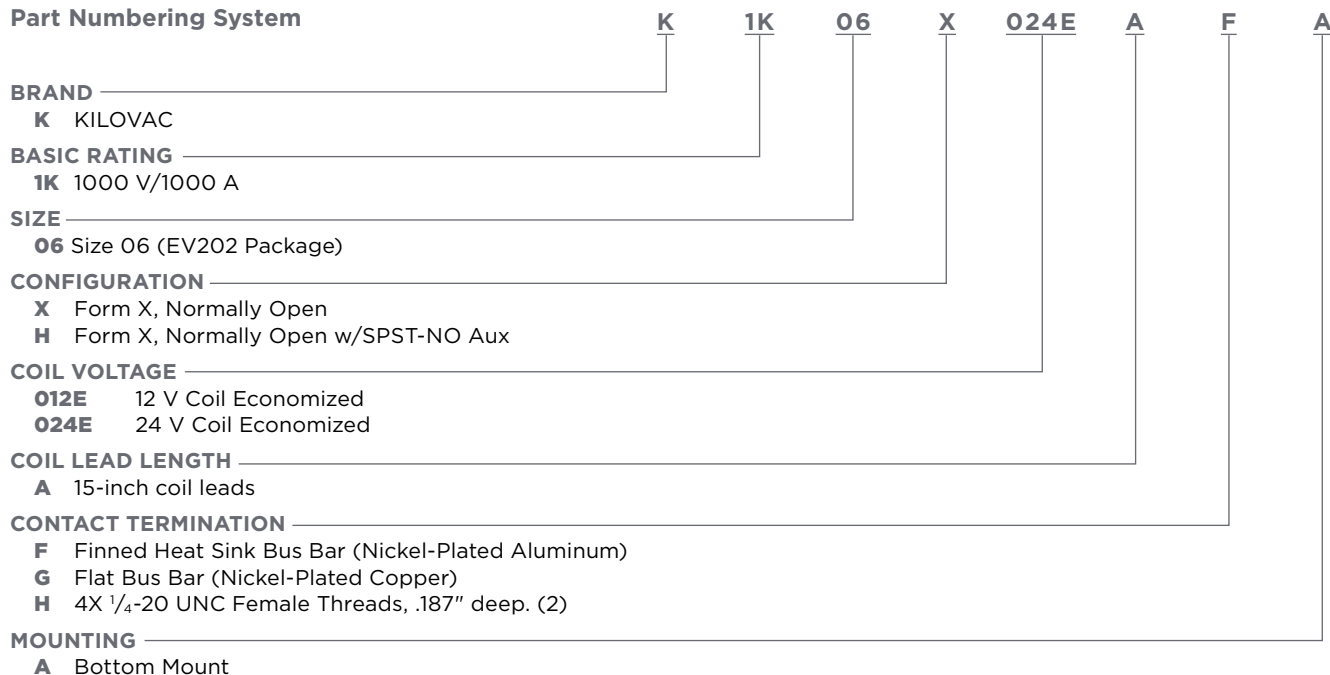 Part Numbering System K 1K 06 X 024E A F A
BRAND
K KILOVAC
BASIC RATING
1K 1000 V/1000 A
SIZE
06 Size 06 (EV202 Package)
CONFIGURATION
X Form X, Normally Open
H Form X, Normally Open w/SPST-NO Aux
COIL VOLTAGE
012E 12 V Coil Economized
024E 24 V Coil Economized
COIL LEAD LENGTH
A 15-inch coil leads
CONTACT TERMINATION
F Finned Heat Sink Bus Bar (Nickel-Plated Aluminum)
G Flat Bus Bar (Nickel-Plated Copper)
H 4X 1/4-20 UNC Female Threads, .187" deep. (2)
MOUNTING
A Bottom Mount